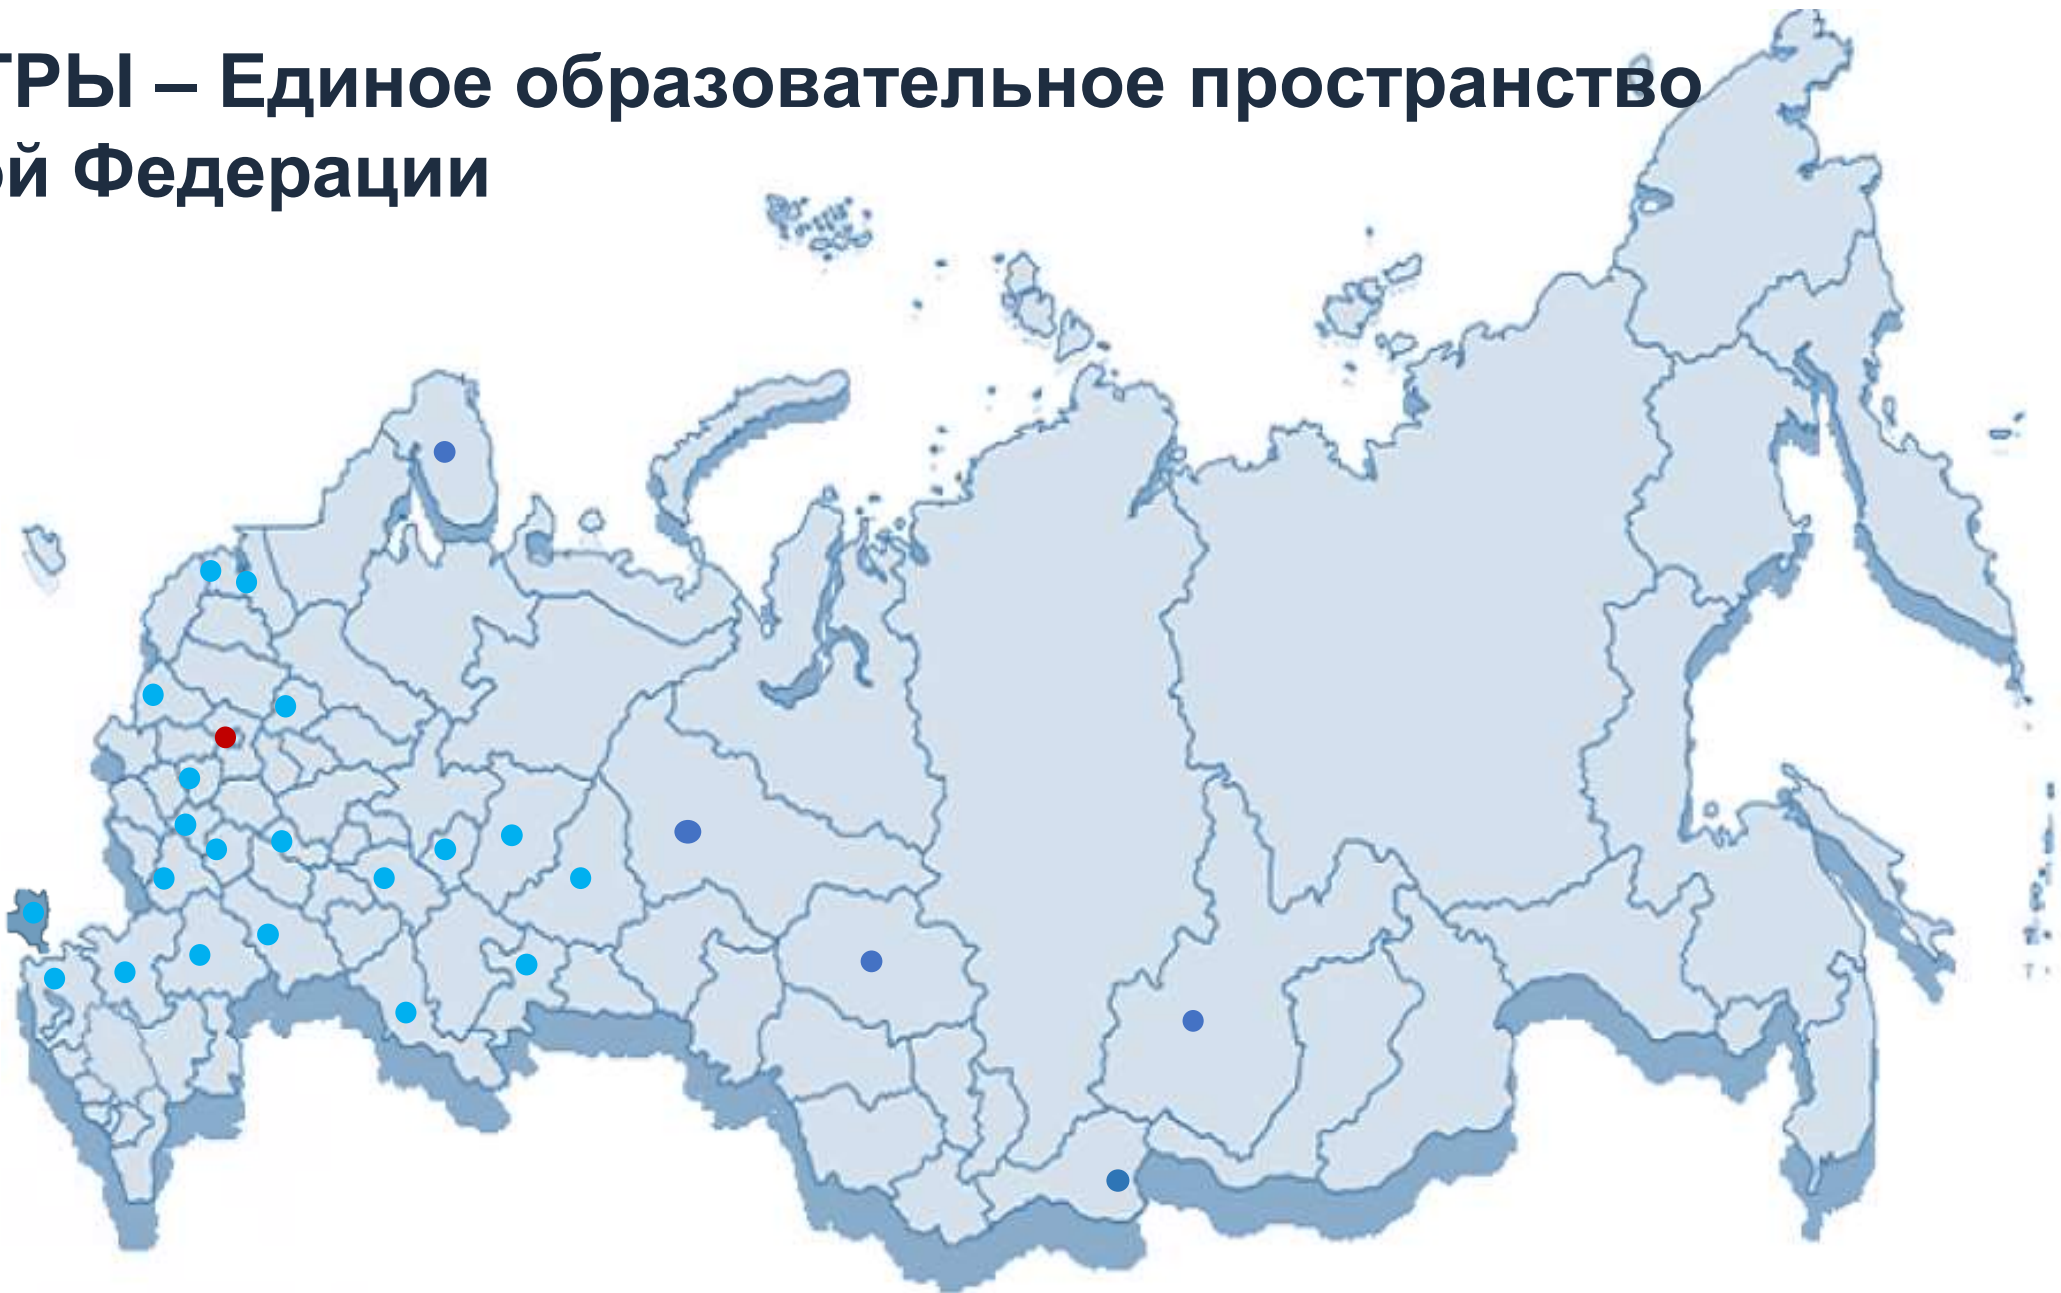 ТРЫ – Единое образовательное пространство
ой Федерации